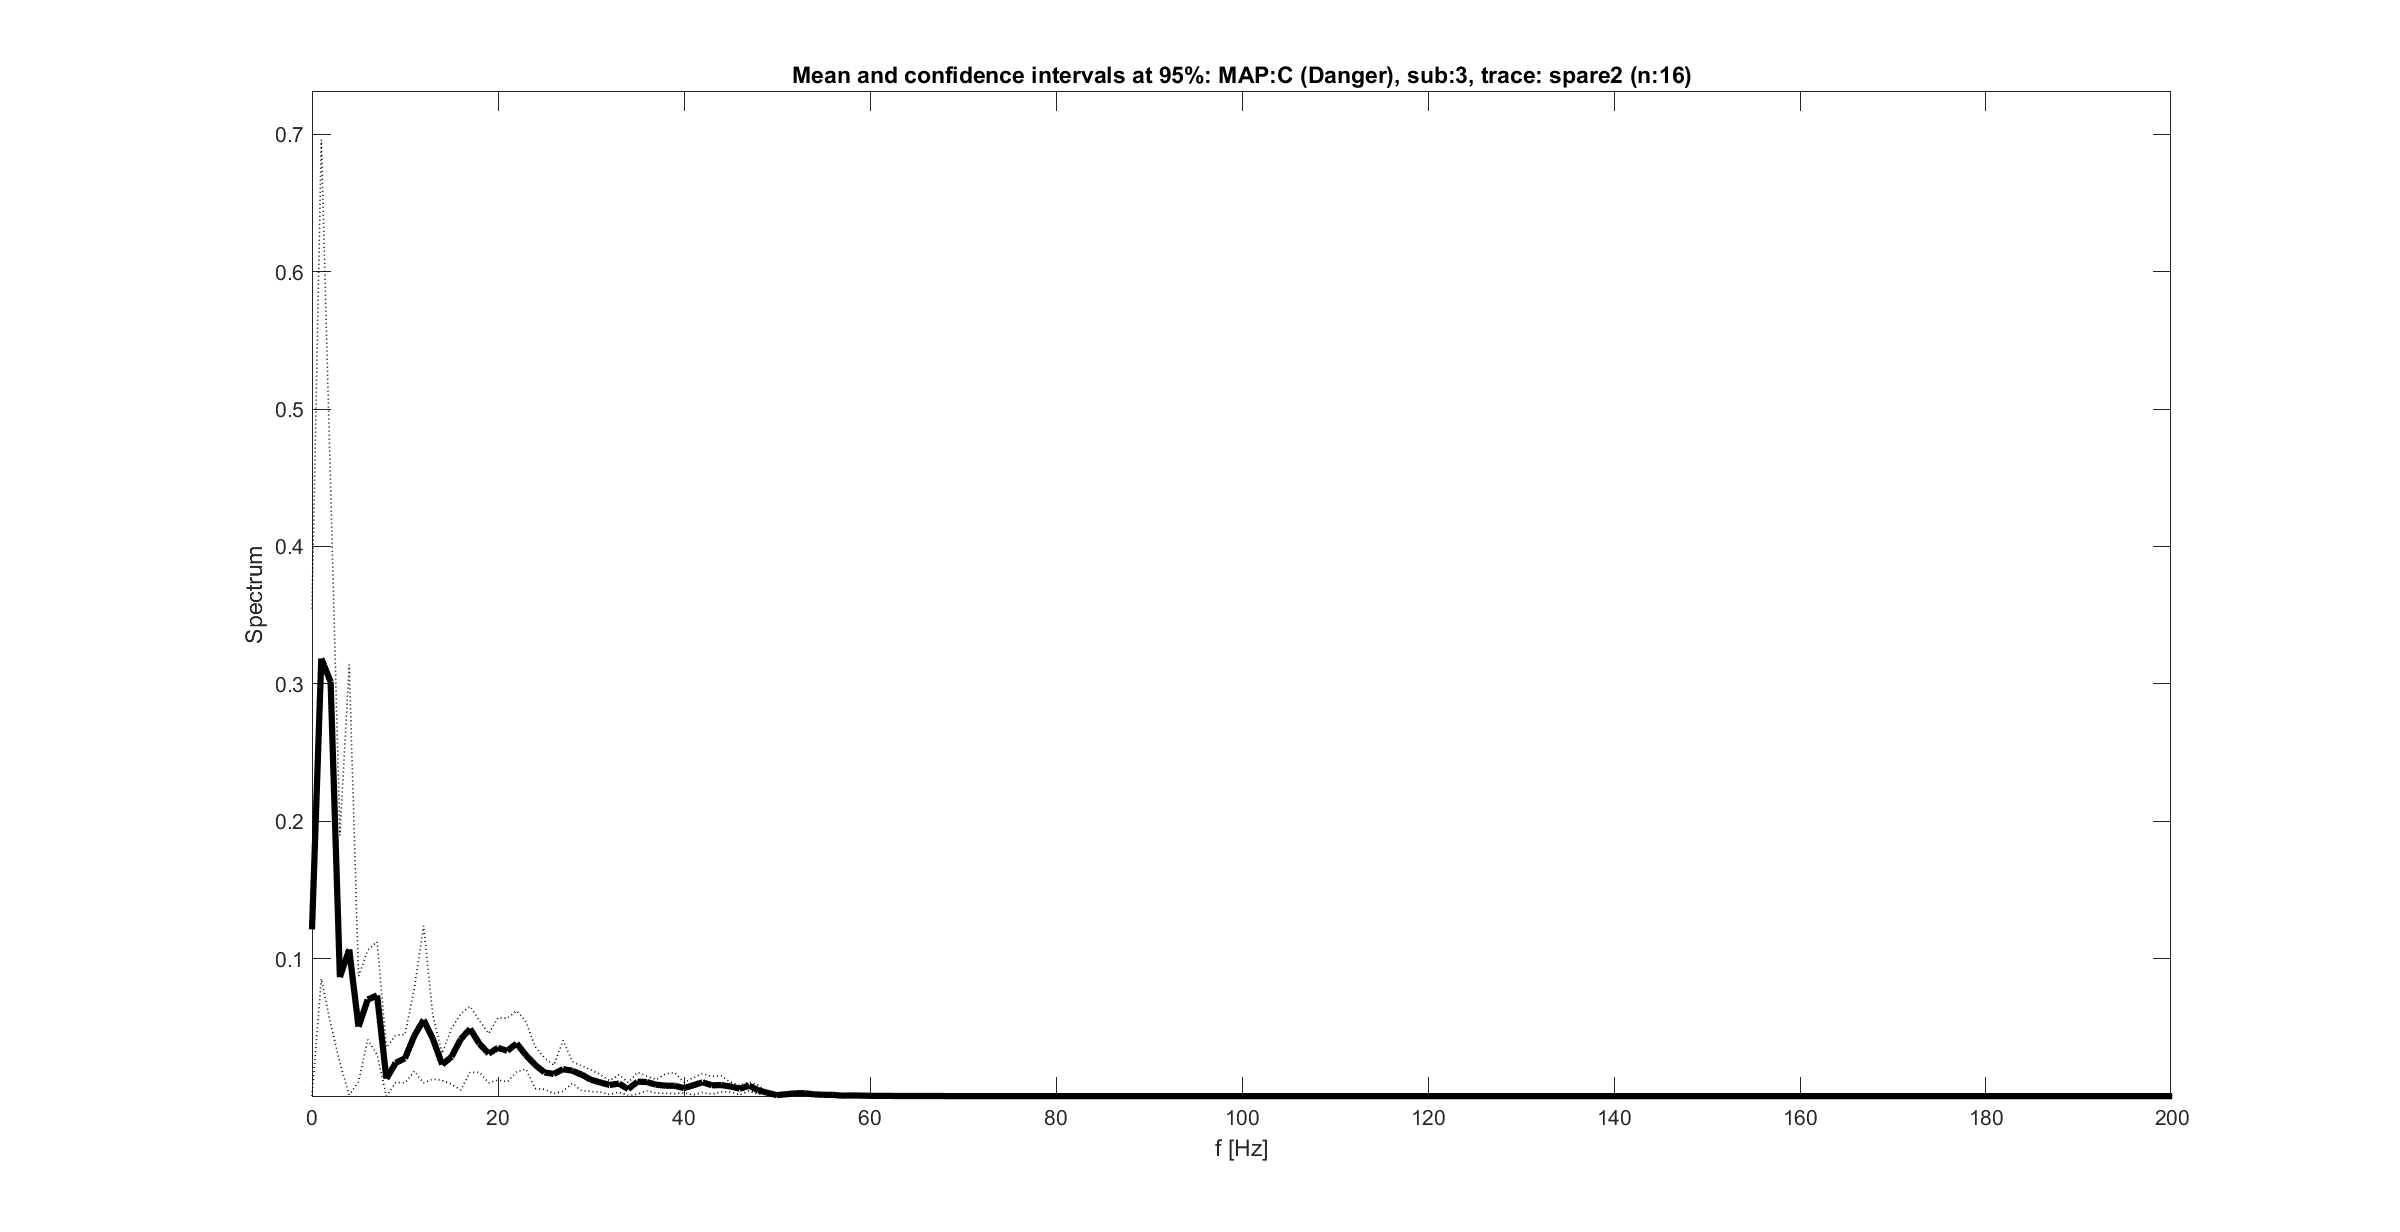 Mean and confidence intervals at 95%: MAP:C (Danger), sub:3, trace: spare2 (n:16)
0.7
0.6
0.5
0.4
0.3
0.2
0.1
Spectrum
0 20 40 60 80 100 120 140 160 180 200
f [Hz]